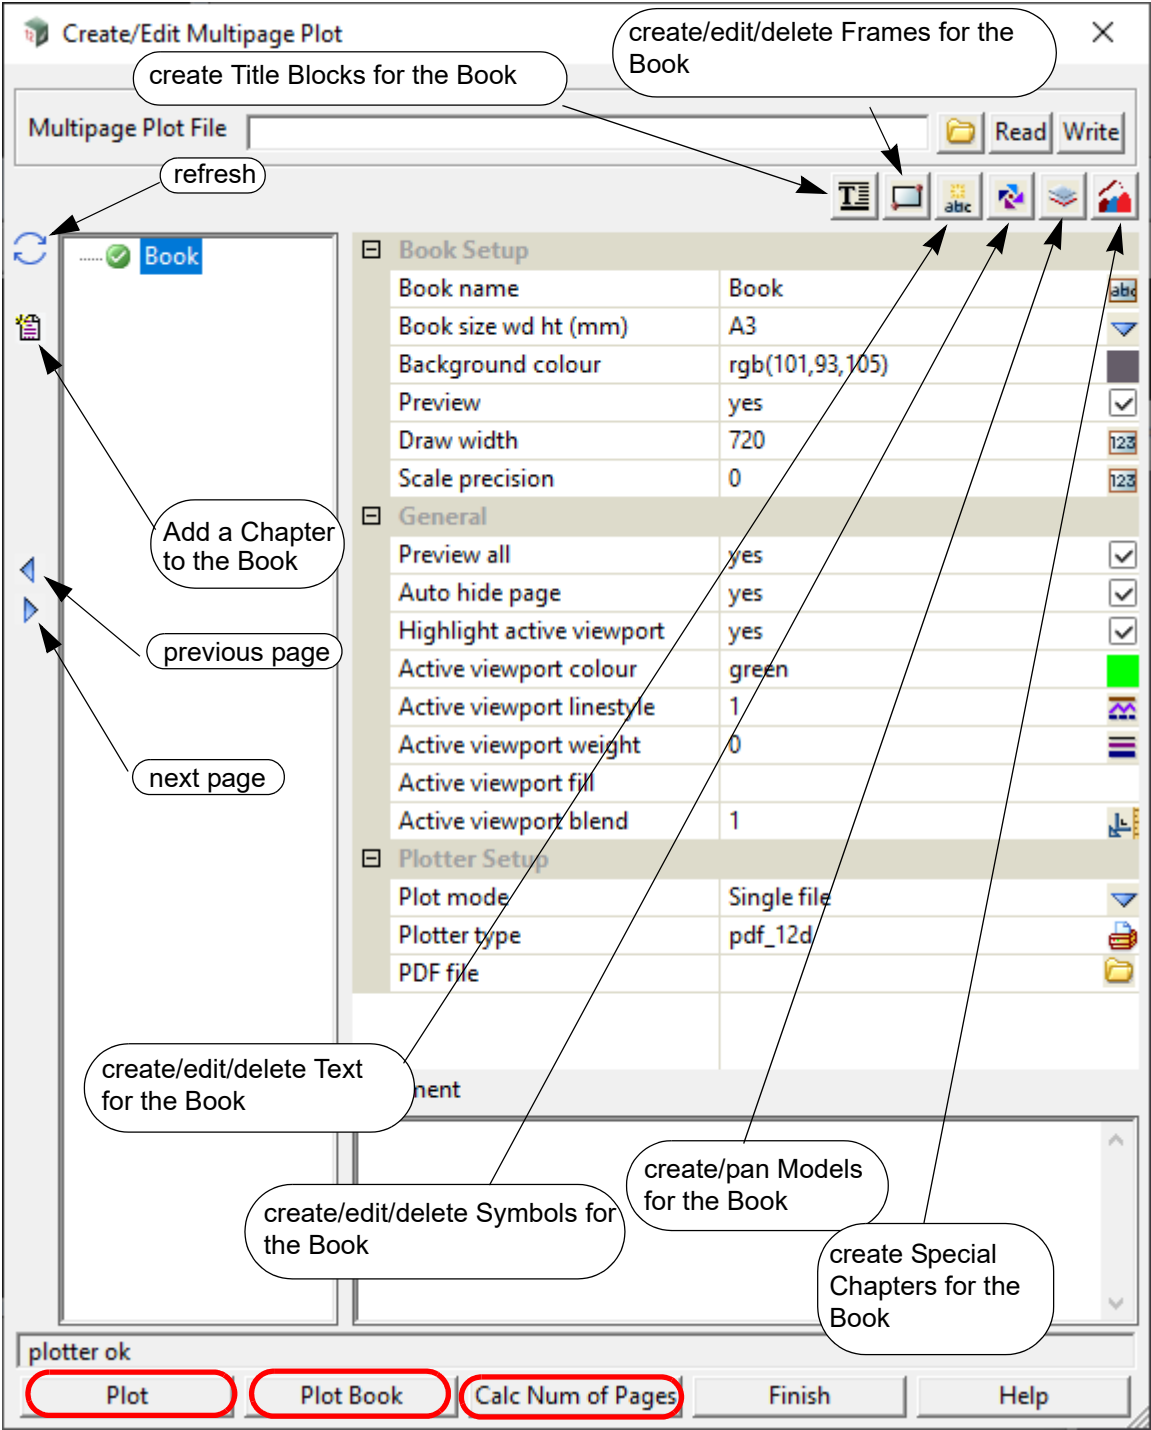 Create/Edit Multipage Plot
create/edit/delete Frames for the
Book
create Title Blocks for the Book
Multipage Plot File
Read
Write
refresh
T
abc
Book
Book Setup
Book name
Book
abc
Book size wd ht (mm)
A3
Background colour
rgb(101,93,105)
Preview
yes
Draw width
720
123
Scale precision
0
123
General
Add a Chapter
to the Book
Preview all
yes
Auto hide page
yes
Highlight active viewport
yes
previous page
Active viewport colour
green
Active viewport linestyle
1
Active viewport weight
0
next page
Active viewport fill
Active viewport blend
1
Plotter Setup
Plot mode
Single file
Plotter type
pdf_12d
PDF file
create/edit/delete Text
for the Book
ment
create/pan Models
for the Book
create/edit/delete Symbols for
the Book
create Special
Chapters for the
Book
plotter ok
Plot
Plot Book
Calc Num of Pages
Finish
Help